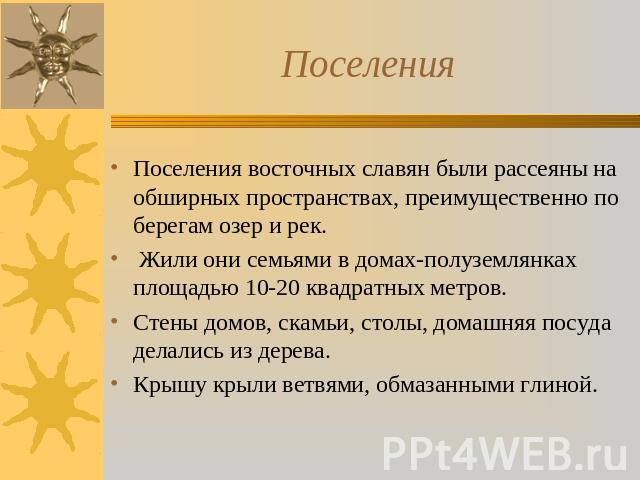 Поселения
• Поселения восточных славян были рассеяны на
обширных пространствах, преимущественно по
берегам озер и рек.
• Жили они семьями в домах-полуземлянках
площадью 10-20 квадратных метров.
• Стены домов, скамьи, столы, домашняя посуда
делались из дерева.
• Крышу крыли ветвями, обмазанными глиной.
PPt4WEB.ru